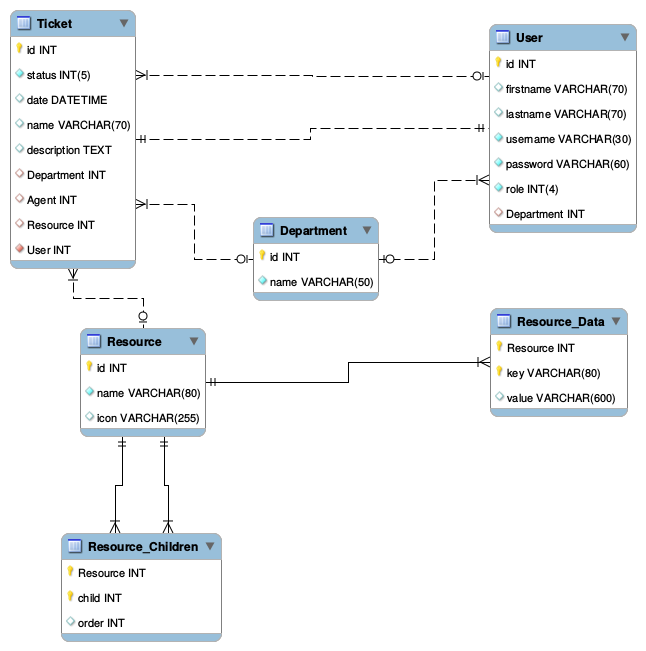 Ticket
id INT
status INT(5)
date DATETIME
name VARCHAR(70)
description TEXT
Department INT
Agent INT
Resource INT
User INT
User
id INT
firstname VARCHAR(70)
lastname VARCHAR(70)
username VARCHAR(30)
password VARCHAR(60)
role INT(4)
Department INT
Department
id INT
name VARCHAR(50)
Resource
id INT
name VARCHAR(80)
icon VARCHAR(255)
Resource_Data
Resource INT
key VARCHAR(80)
value VARCHAR(600)
Resource_Children
Resource INT
child INT
order INT